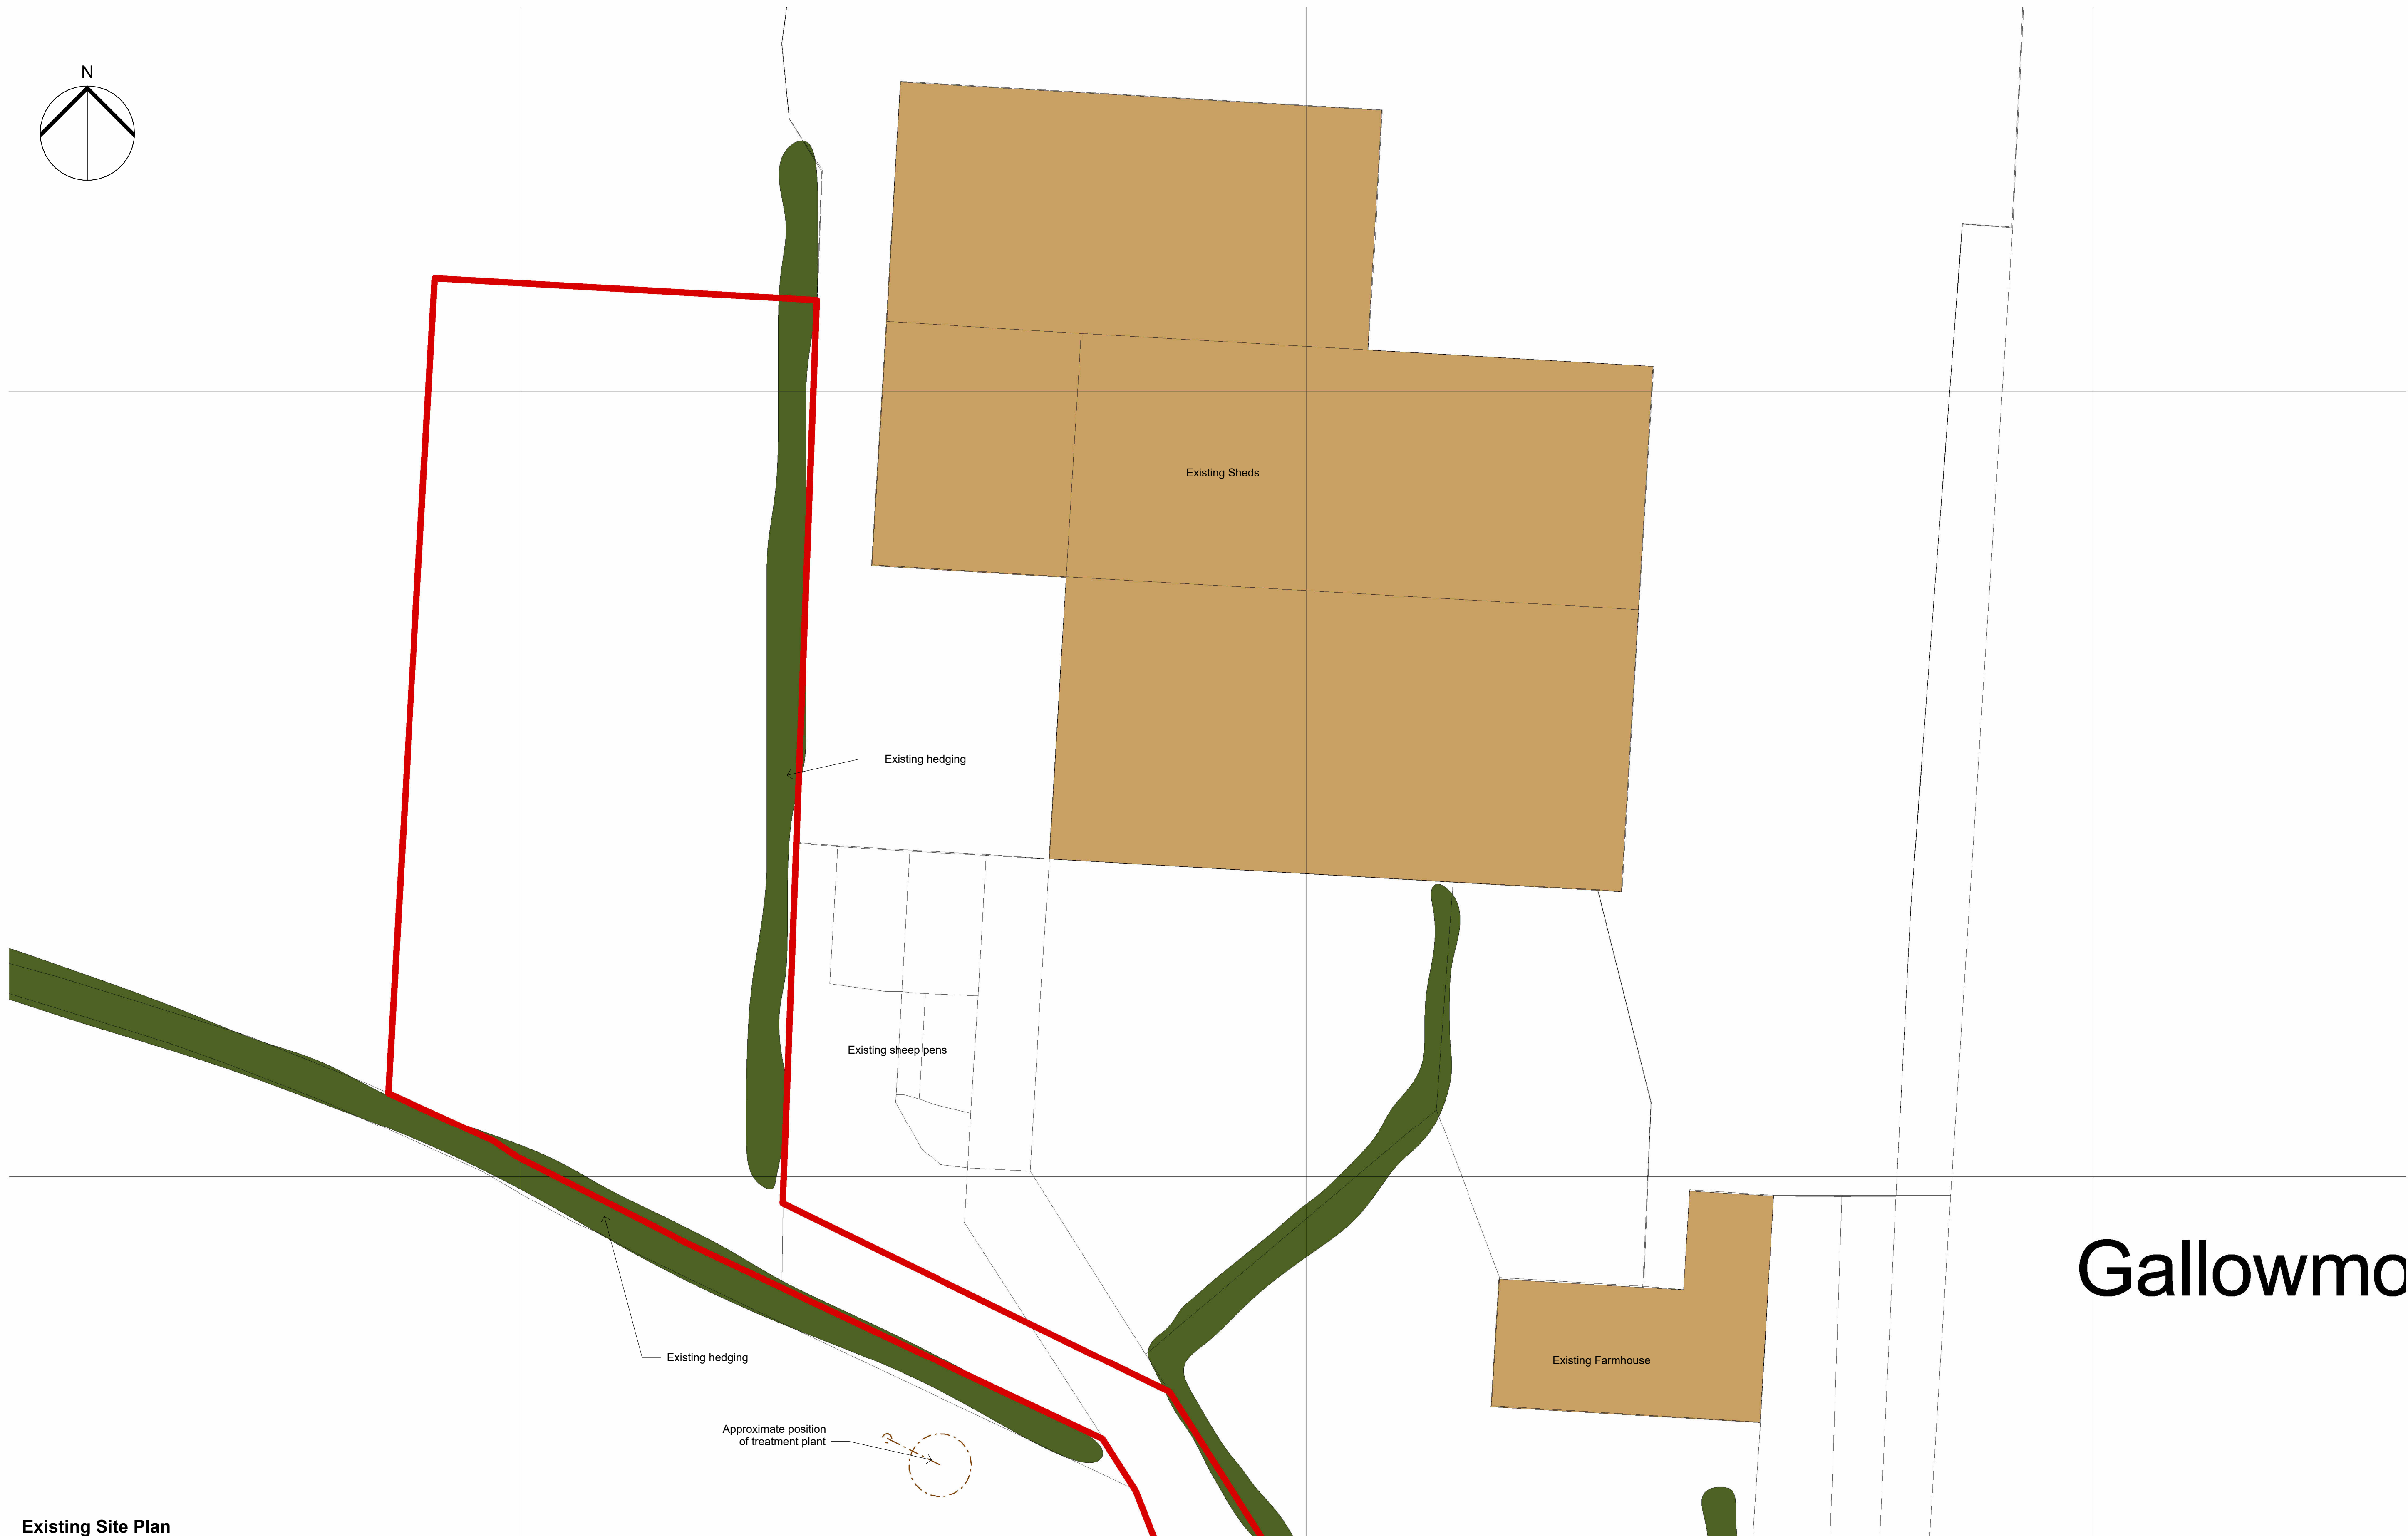 N
Existing Sheds
Existing hedging
Existing sheep pens
Gallowmo
Existing hedging
Existing Farmhouse
Approximate position
of treatment plant
?
Existing Site Plan